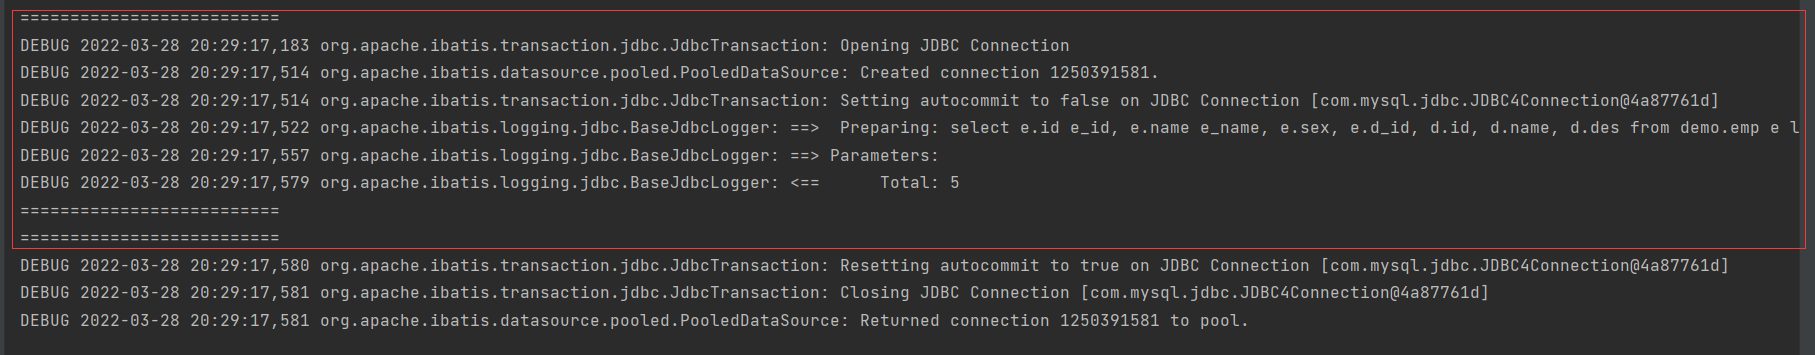 ==========================
DEBUG 2022-03-28 20:29:17,183 org.apache.ibatis.transaction.jdbc.JdbcTransaction: Opening JDBC Connection
DEBUG 2022-03-28 20:29:17,514 org.apache.ibatis.datasource.pooled.PooledDataSource: Created connection 1250391581.
DEBUG 2022-03-28 20:29:17,514 org.apache.ibatis.transaction.jdbc.JdbcTransaction: Setting autocommit to false on JDBC Connection [com.mysql.jdbc.JDBC4Connection@4a87761d]
DEBUG 2022-03-28 20:29:17,522 org.apache.ibatis.logging.jdbc.BaseJdbcLogger: ==>  Preparing: select e.id e_id, e.name e_name, e.sex, e.d_id, d.id, d.name, d.des from demo.emp e l
DEBUG 2022-03-28 20:29:17,557 org.apache.ibatis.logging.jdbc.BaseJdbcLogger: ==> Parameters:
DEBUG 2022-03-28 20:29:17,579 org.apache.ibatis.logging.jdbc.BaseJdbcLogger: <==      Total: 5
==========================
==========================
DEBUG 2022-03-28 20:29:17,580 org.apache.ibatis.transaction.jdbc.JdbcTransaction: Resetting autocommit to true on JDBC Connection [com.mysql.jdbc.JDBC4Connection@4a87761d]
DEBUG 2022-03-28 20:29:17,581 org.apache.ibatis.transaction.jdbc.JdbcTransaction: Closing JDBC Connection [com.mysql.jdbc.JDBC4Connection@4a87761d]
DEBUG 2022-03-28 20:29:17,581 org.apache.ibatis.datasource.pooled.PooledDataSource: Returned connection 1250391581 to pool.